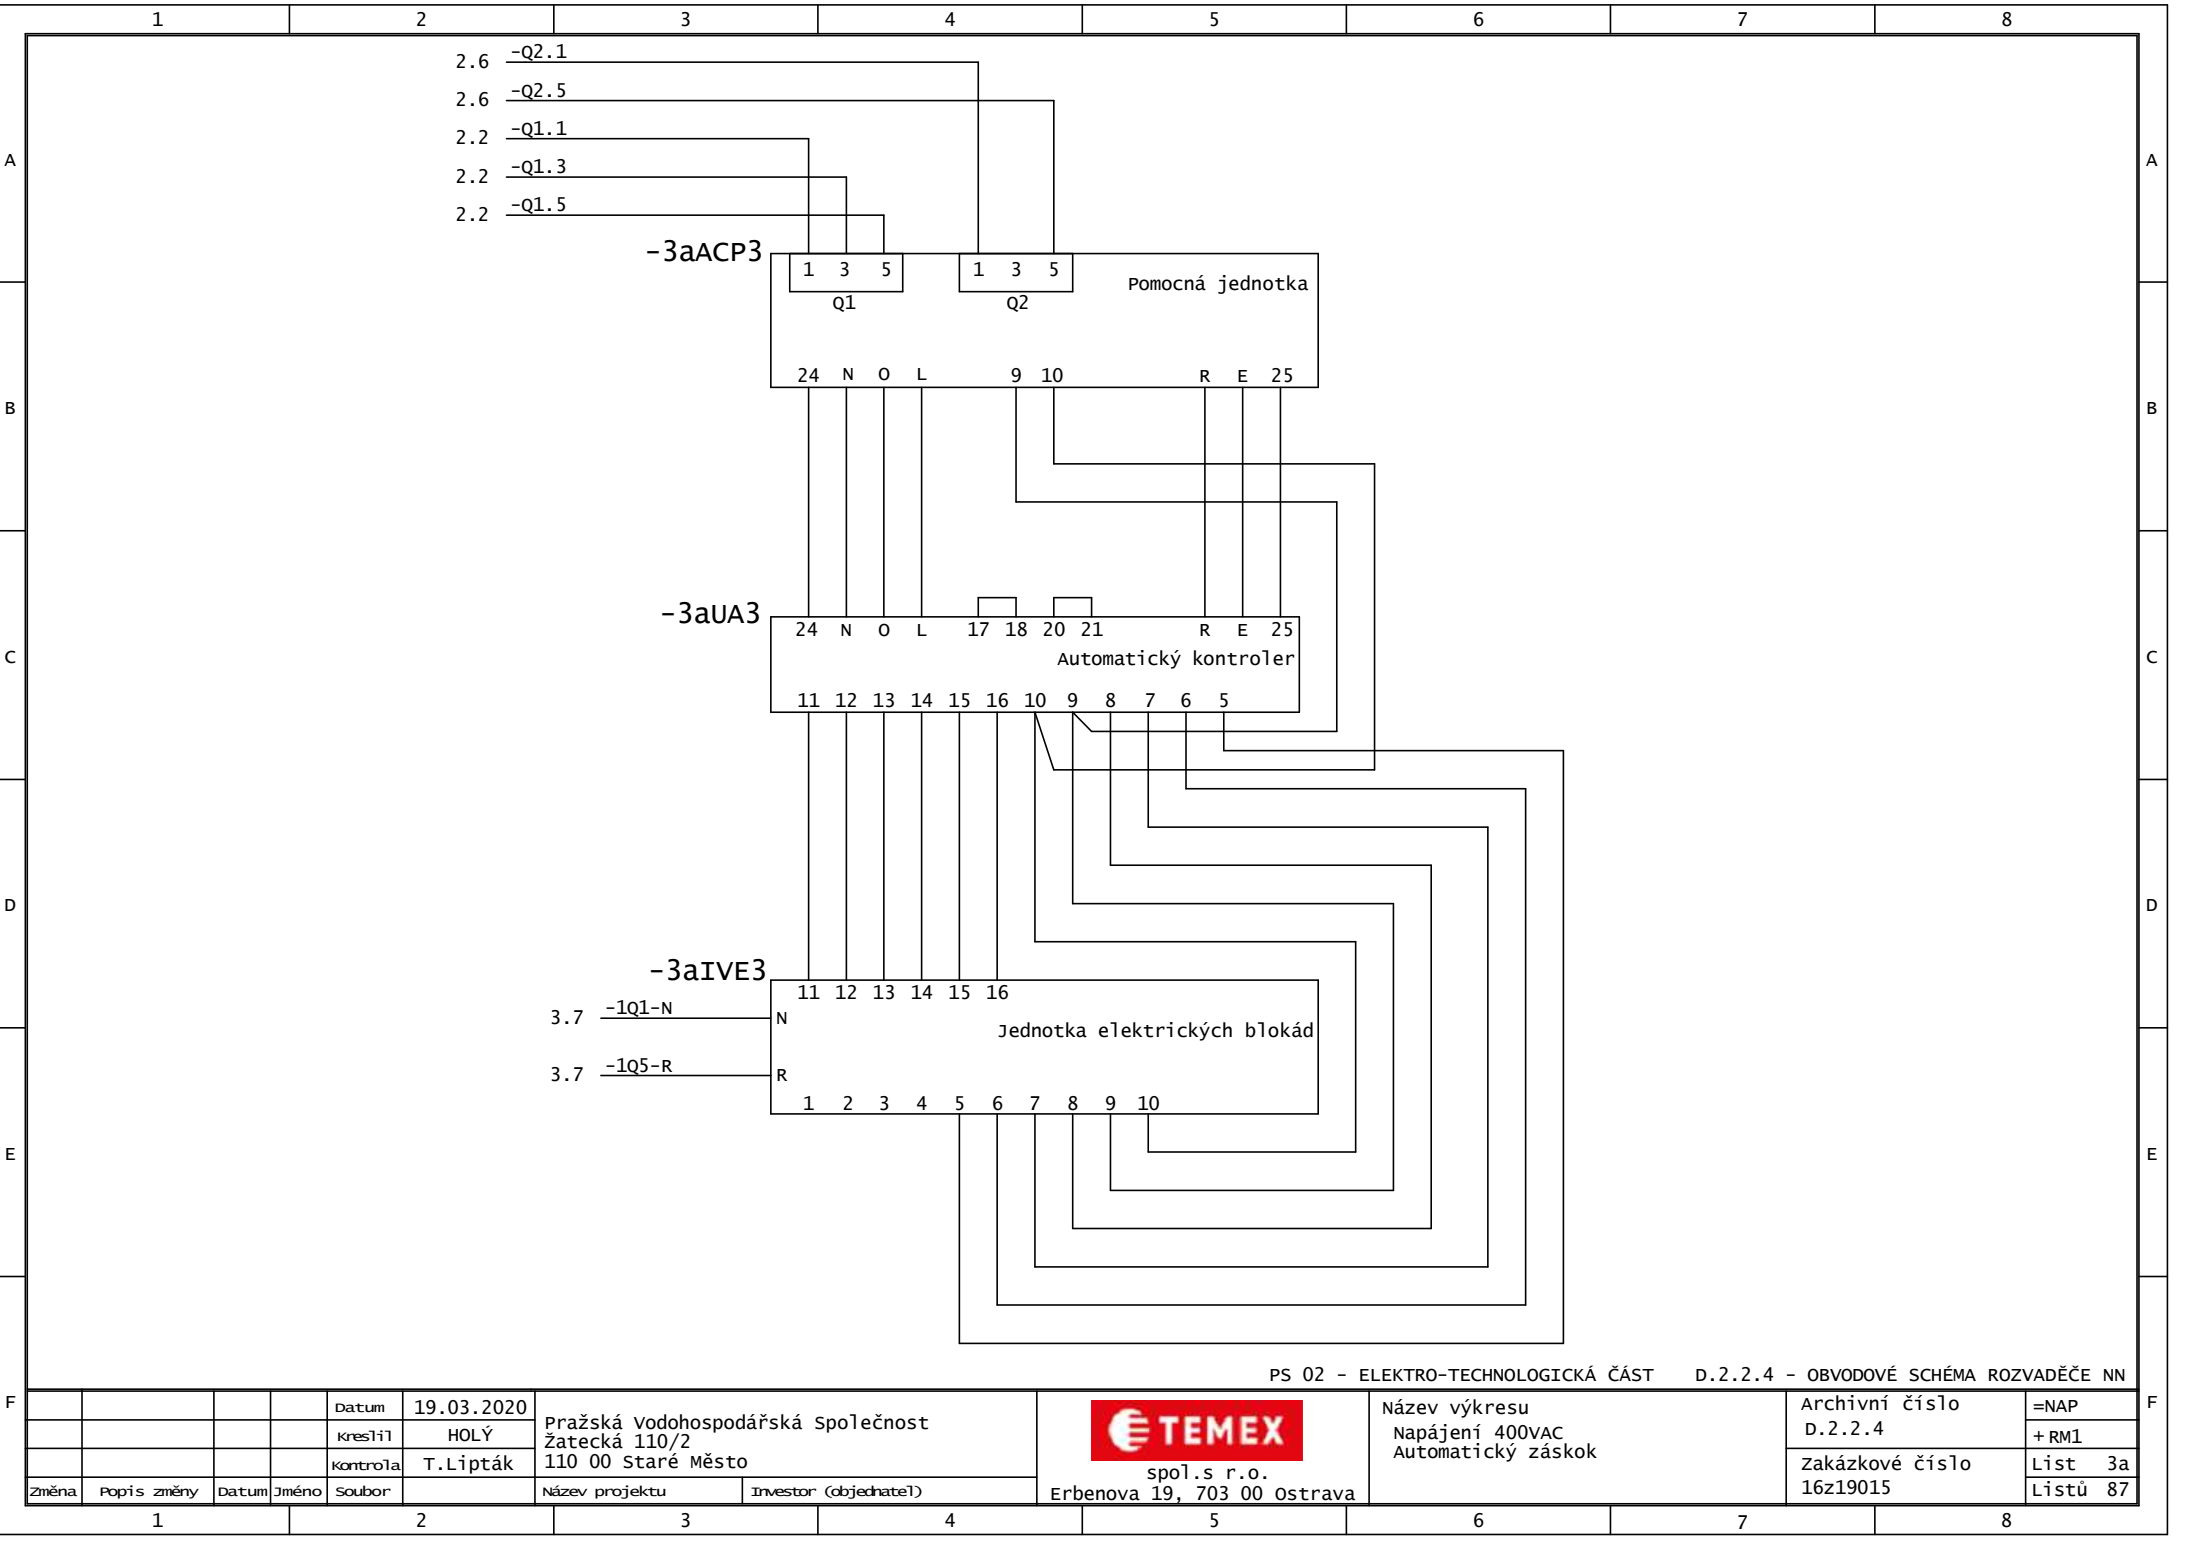 1 2 3 4 5 6 7 8
2.6 -Q2.1
2.6 -Q2.5
2.2 -Q1.1
A A
2.2 -Q1.3
2.2 -Q1.5
-3aACP3
1 3 5 1 3 5
Pomocná jednotka
Q1 Q2
24 N O L 9 10 R E 25
B B
-3aUA3
24 N O L 17 18 20 21 R E 25
C C
Automatický kontroler
11 12 13 14 15 16 10 9 8 7 6 5
D D
-3aIVE3
11 12 13 14 15 16
3.7 -1Q1-N N
Jednotka elektrických blokád
3.7 -1Q5-R R
1 2 3 4 5 6 7 8 9 10
E E
PS 02 - ELEKTRO-TECHNOLOGICKÁ ČÁST D.2.2.4 - OBVODOVÉ SCHÉMA ROZVADĚČE NN
F F
Datum 19.03.2020
Kreslil HOLÝ
Kontrola T.Lipták
Změna Popis změny Datum Jméno Soubor
Pražská Vodohospodářská Společnost
Žatecká 110/2
110 00 Staré Město
Název projektu Investor (objednatel)
TEMEX
spol.s r.o.
Erbenova 19, 703 00 Ostrava
Název výkresu
Napájení 400VAC
Automatický záskok
Archivní číslo
D.2.2.4
Zakázkové číslo
16z19015
=NAP
+ RM1
List 3a
Listů 87
1 2 3 4 5 6 7 8